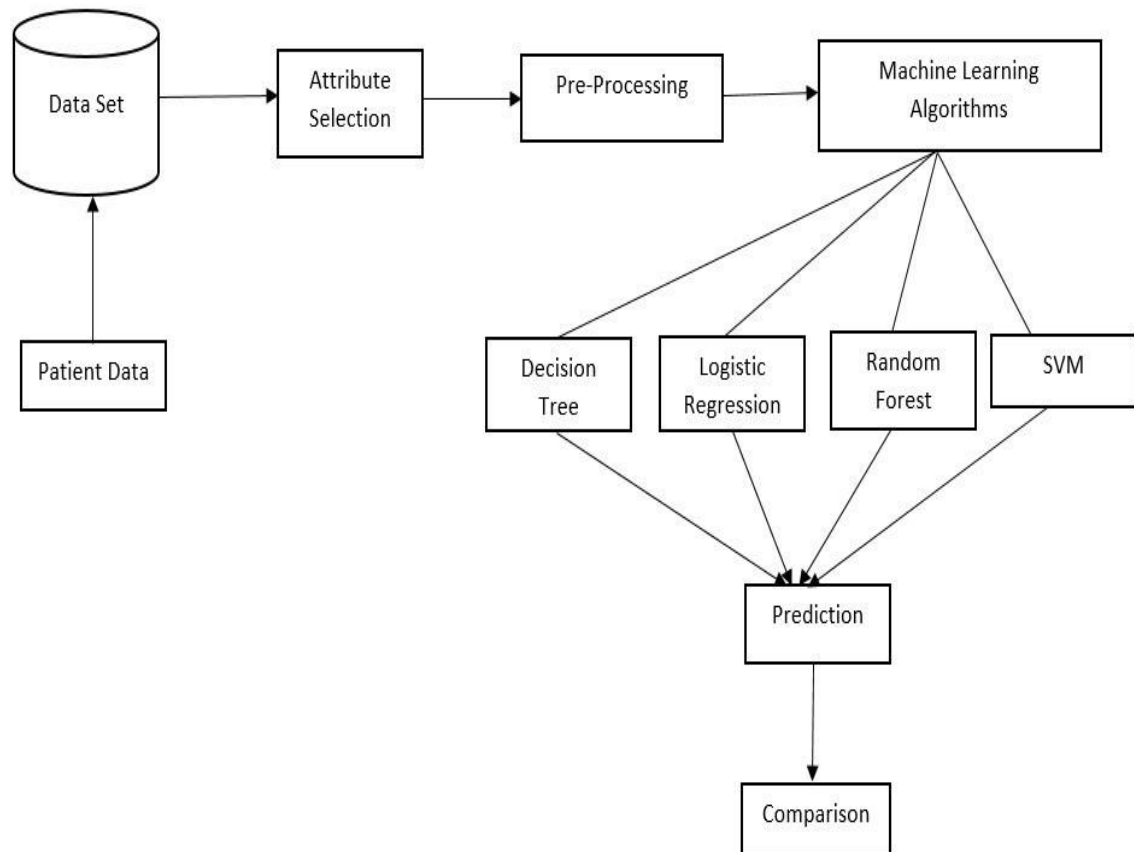 Data Set
Attribute
Selection
Pre-Processing
Machine Learning
Algorithms
Patient Data
Decision
Tree
Logistic
Regression
Random
Forest
SVM
Prediction
Comparison